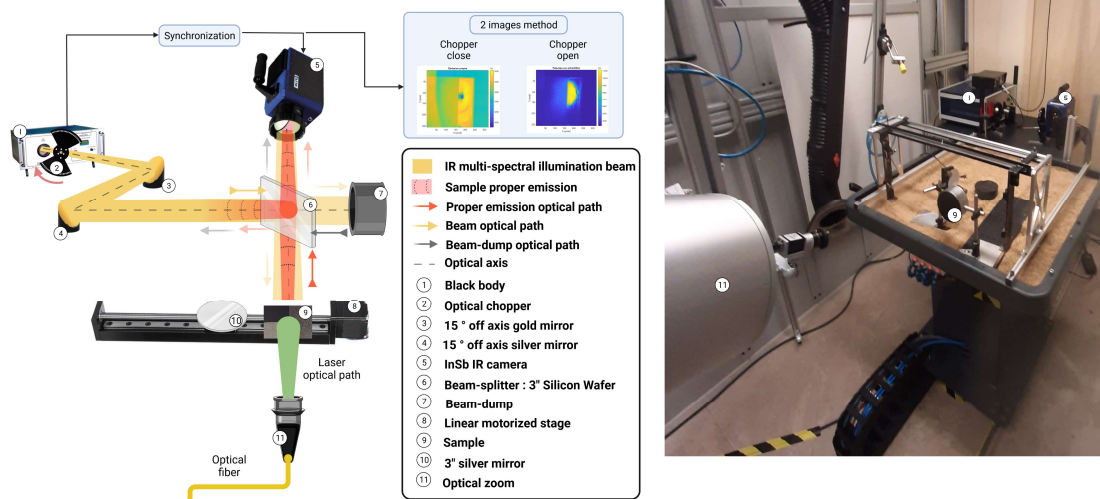 Synchronization
2 images method
Chopper
close
Chopper
open
1
2
3
4
5
6
7
8
9
10
11
Laser
optical path
Optical
fiber
IR multi-spectral illumination beam
Sample proper emission
Proper emission optical path
Beam optical path
Beam-dump optical path
Optical axis
1 Black body
2 Optical chopper
3 15 ° off axis gold mirror
4 15 ° off axis silver mirror
5 InSb IR camera
6 Beam-splitter : 3" Silicon Wafer
7 Beam-dump
8 Linear motorized stage
9 Sample
10 3" silver mirror
11 Optical zoom
1
5
9
11